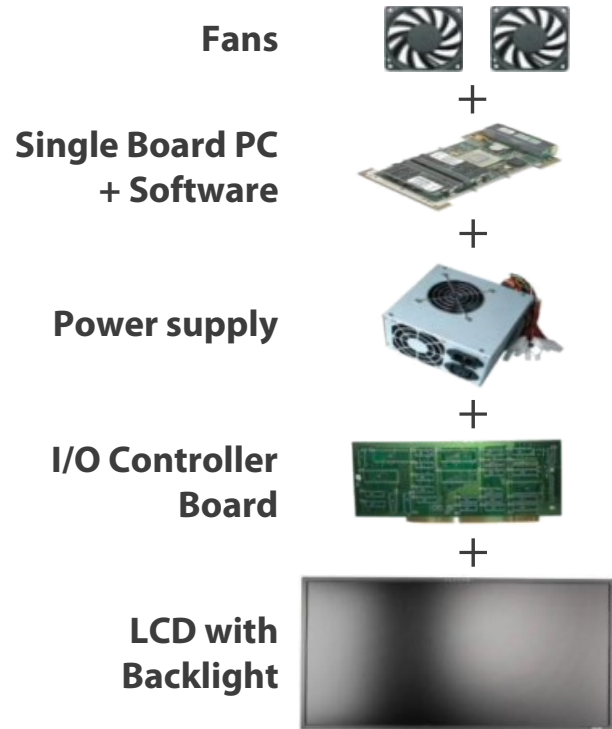 Fans
+
Single Board PC
+ Software
+
Power supply
+
I/O Controller
Board
+
LCD with
Backlight